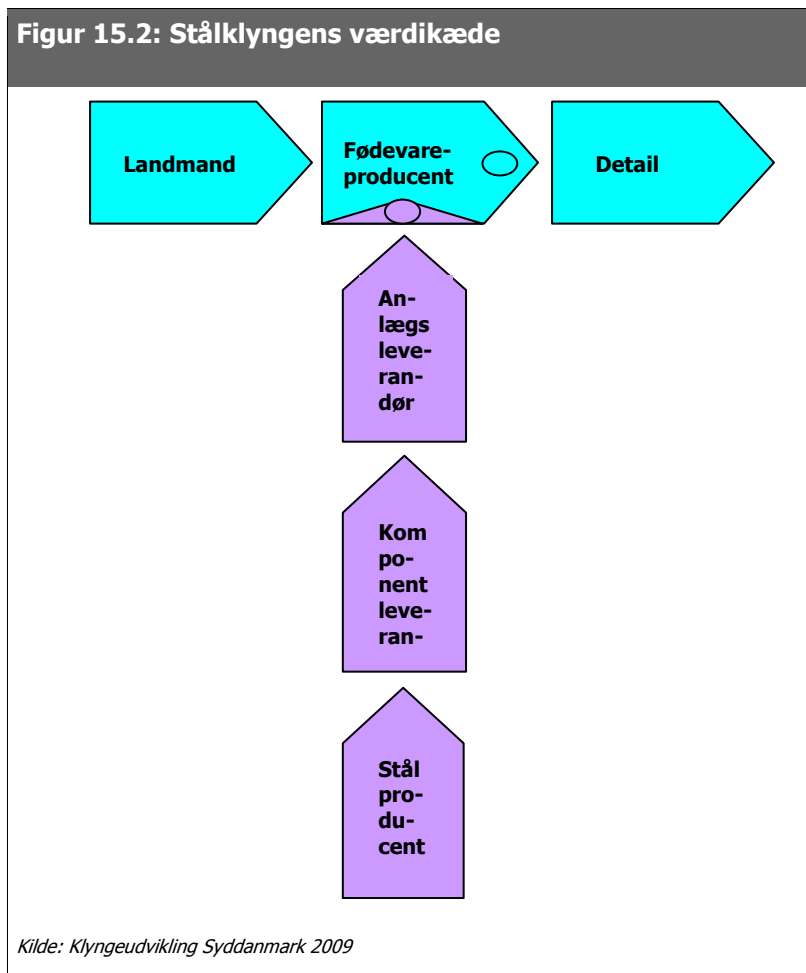 Figur 15.2: Stålklyngens værdikæde
Landmand
Fødevare-
producent
Detail
An-
lægs
leve-
ran-
dør
Kom
po-
nent
leve-
ran-
Stål
pro-
du-
cent
Kilde: Klyngeudvikling Syddanmark 2009